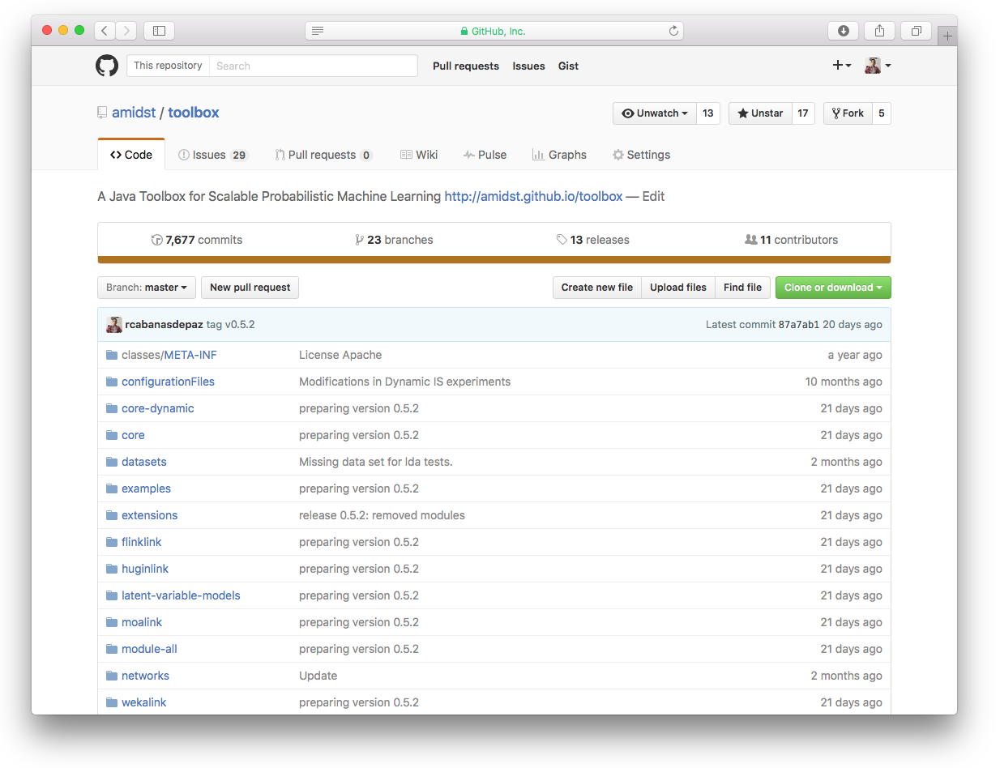 GitHub, Inc.
This repository Search Pull requests Issues Gist
amidst / toolbox Unwatch 13 Unstar 17 Fork 5
Code Issues 29 Pull requests 0 Wiki Pulse Graphs Settings
A Java Toolbox for Scalable Probabilistic Machine Learning http://amidst.github.io/toolbox — Edit
7,677 commits 23 branches 13 releases 11 contributors
Branch: master New pull request Create new file Upload files Find file Clone or download
rcabanasdepaz tag v0.5.2 Latest commit 87a7ab1 20 days ago
classes/META-INF License Apache a year ago
configurationFiles Modifications in Dynamic IS experiments 10 months ago
core-dynamic preparing version 0.5.2 21 days ago
core preparing version 0.5.2 21 days ago
datasets Missing data set for lda tests. 2 months ago
examples preparing version 0.5.2 21 days ago
extensions release 0.5.2: removed modules 21 days ago
flinklink preparing version 0.5.2 21 days ago
huginlink preparing version 0.5.2 21 days ago
latent-variable-models preparing version 0.5.2 21 days ago
moalink preparing version 0.5.2 21 days ago
module-all preparing version 0.5.2 21 days ago
networks Update 2 months ago
wekalink preparing version 0.5.2 21 days ago